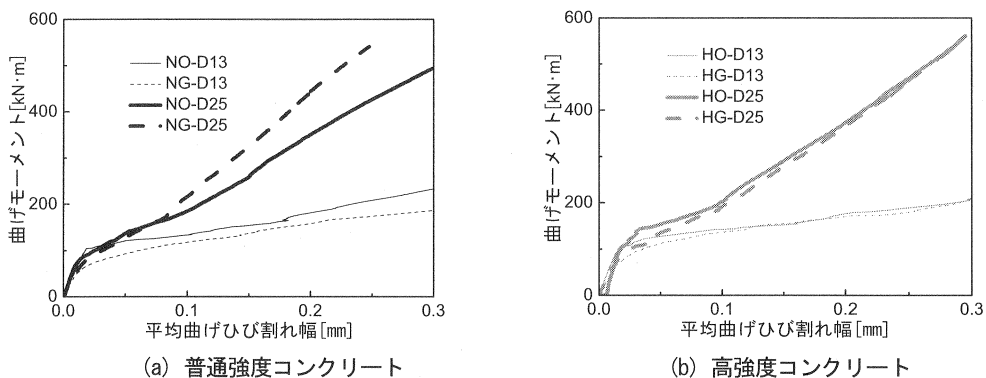 600
400
200
0
曲げモーメント[kN·m]
NO-D13
NG-D13
NO-D25
NG-D25
0.0 0.1 0.2 0.3
平均曲げひび割れ幅[mm]
(a) 普通強度コンクリート
600
400
200
0
曲げモーメント[kN·m]
HO-D13
HG-D13
HO-D25
HG-D25
0.0 0.1 0.2 0.3
平均曲げひび割れ幅[mm]
(b) 高強度コンクリート